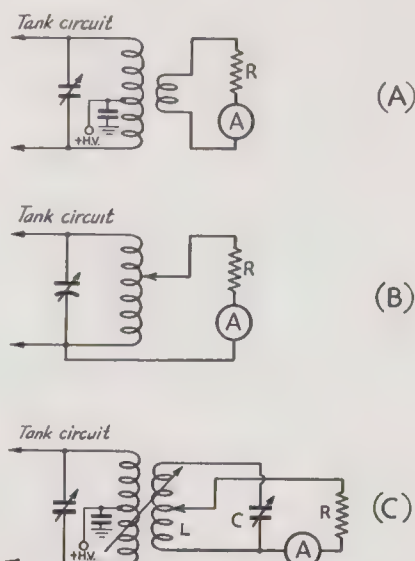 Tank circuit
R
A
+H.V.
(A)
Tank circuit
R
A
(B)
Tank circuit
+H.V.
L
C
R
A
(C)